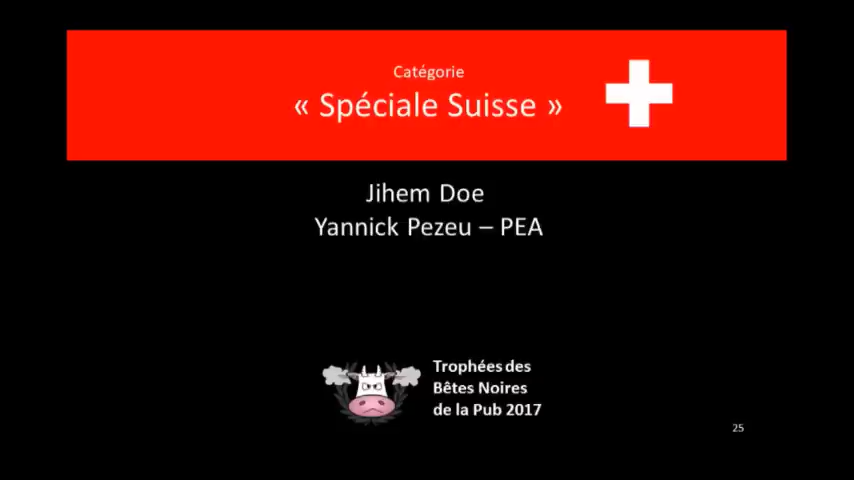 Catégorie
« Spéciale Suisse »
Jihem Doe
Yannick Pezeu – PEA
Trophées des
Bêtes Noires
de la Pub 2017
25